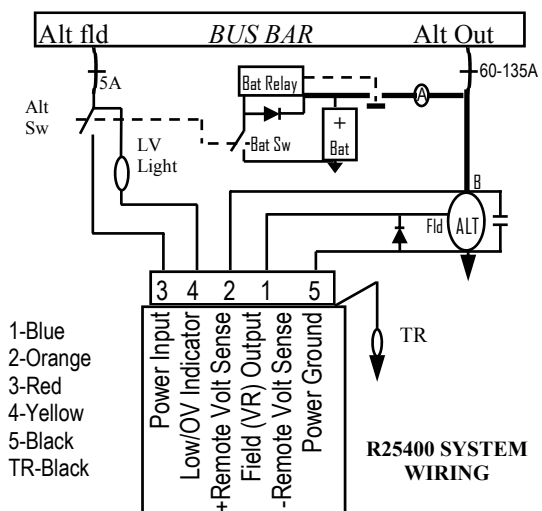 Alt fld BUS BAR Alt Out
5A
60-135A
Bat Relay
A
Alt
Sw
LV
Light
Bat Sw
+
Bat
B
Fld
ALT
3 4 2 1 5
TR
1-Blue
2-Orange
3-Red
4-Yellow
5-Black
TR-Black
Power Input
Low/OV Indicator
+Remote Volt Sense
Field (VR) Output
-Remote Volt Sense
Power Ground
R25400 SYSTEM
WIRING